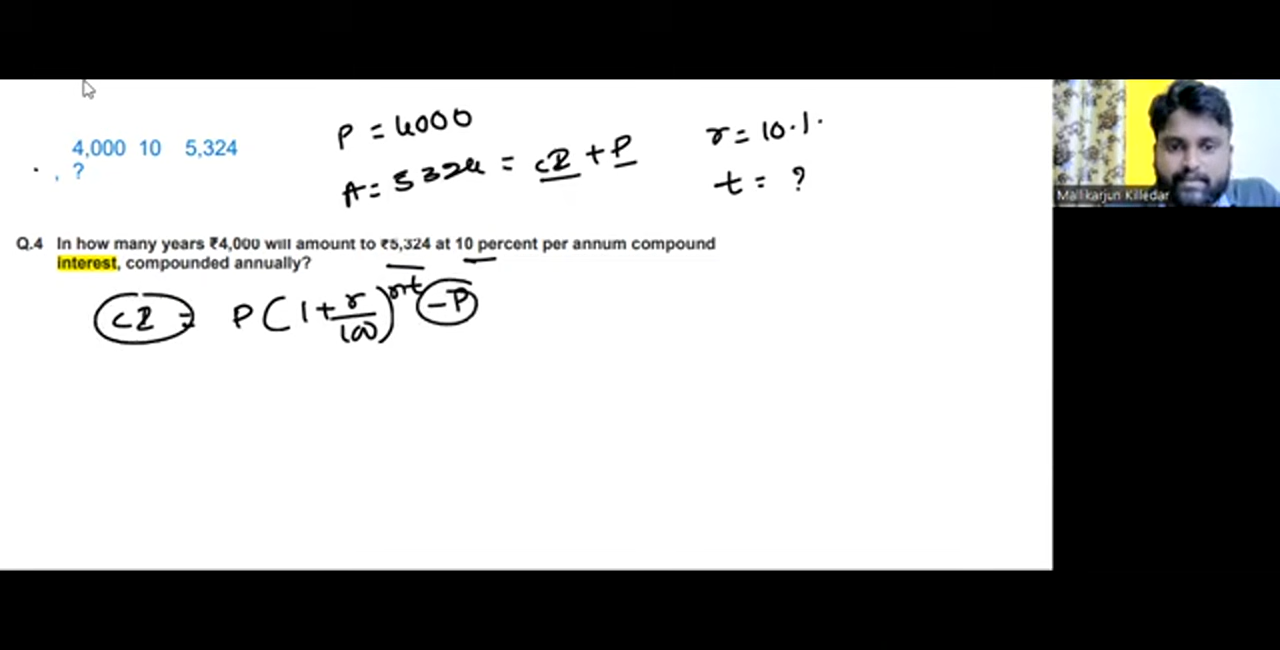 4,000 10 5,324
, ?
P = 4000
A = 5324 = CI + P
r = 10.1.
t = ?
Q.4 In how many years ₹4,000 will amount to ₹5,324 at 10 percent per annum compound
interest, compounded annually?
CI = P(1+r/100)^nt -P
Mallikarjun Killedar